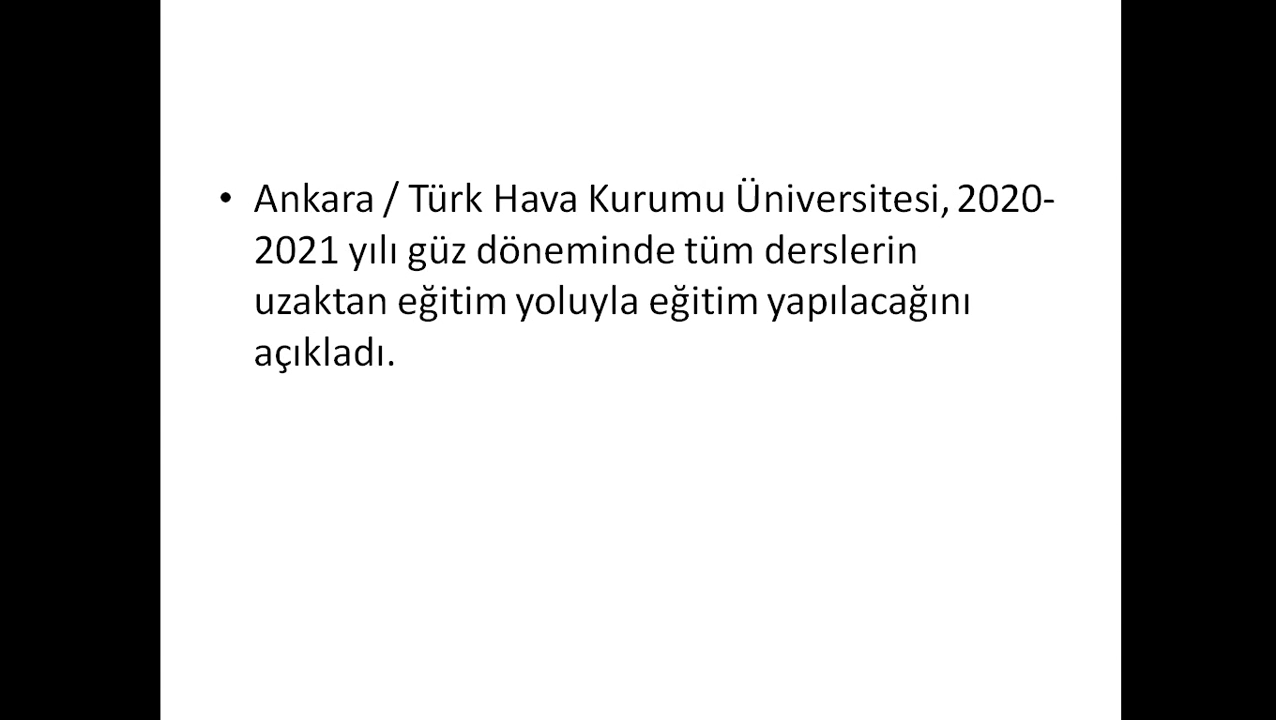 • Ankara / Türk Hava Kurumu Üniversitesi, 2020-
2021 yılı güz döneminde tüm derslerin
uzaktan eğitim yoluyla eğitim yapılacağını
açıkladı.